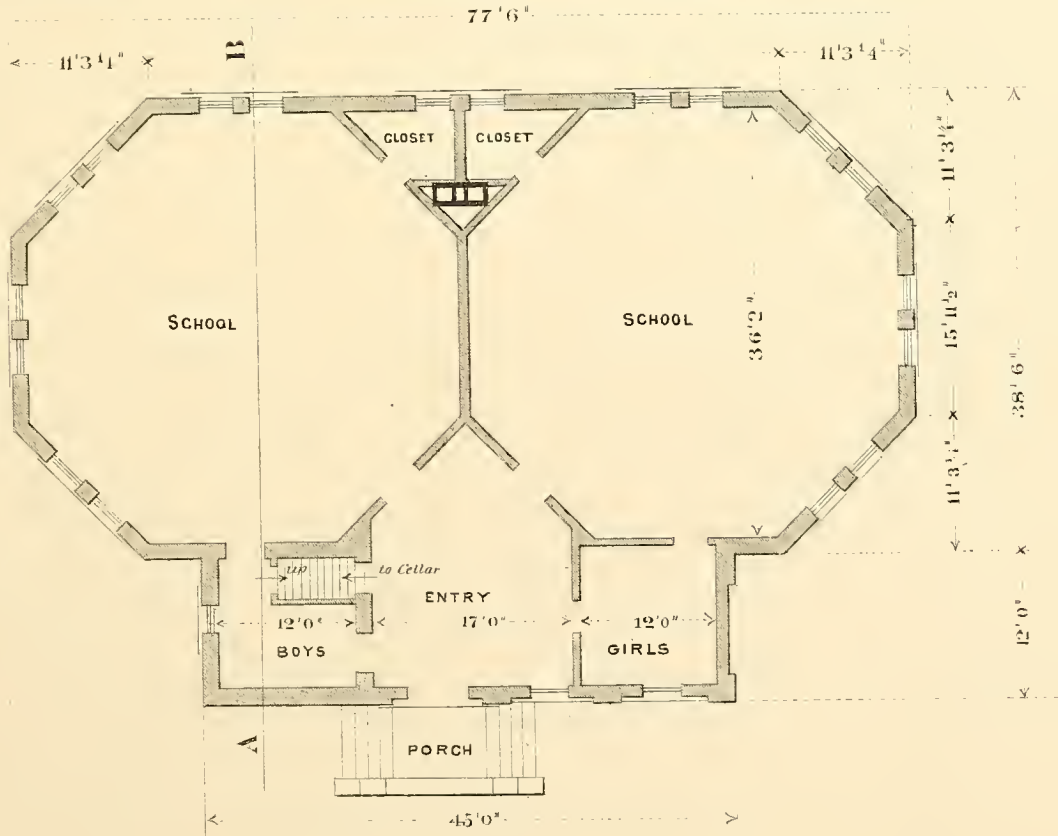 77'6"
B
11'3¼"
11'3¼"
CLOSET
CLOSET
11'3¼"
SCHOOL
SCHOOL
36'2"
15'11½"
38'6"
11'3¼"
up
to Cellar
ENTRY
12'0"
17'0"
12'0"
12'0"
BOYS
GIRLS
A
PORCH
45'0"